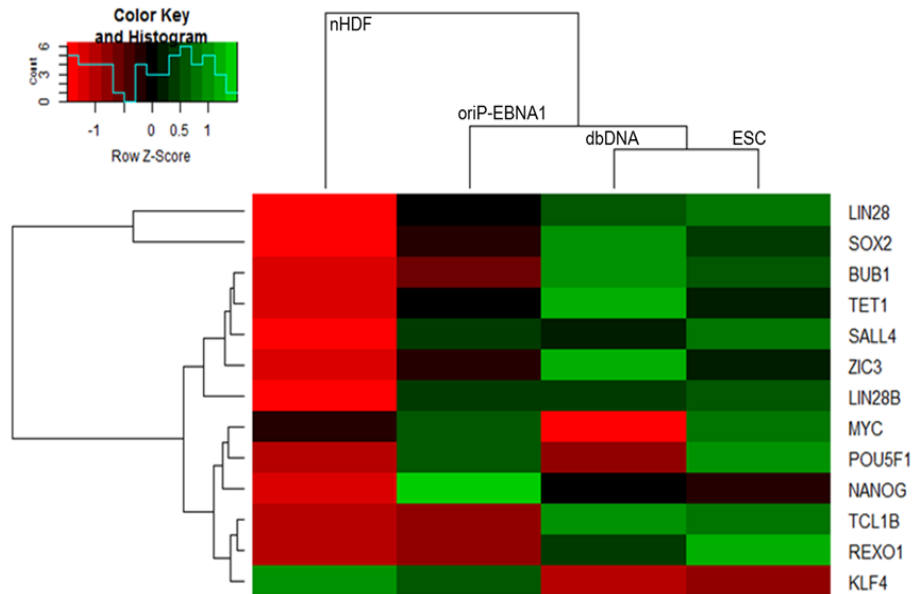 Color Key
and Histogram
Count
0 3 6
-1 0 0.5 1
Row Z-Score
nHDF
oriP-EBNA1
dbDNA
ESC
LIN28
SOX2
BUB1
TET1
SALL4
ZIC3
LIN28B
MYC
POU5F1
NANOG
TCL1B
REXO1
KLF4